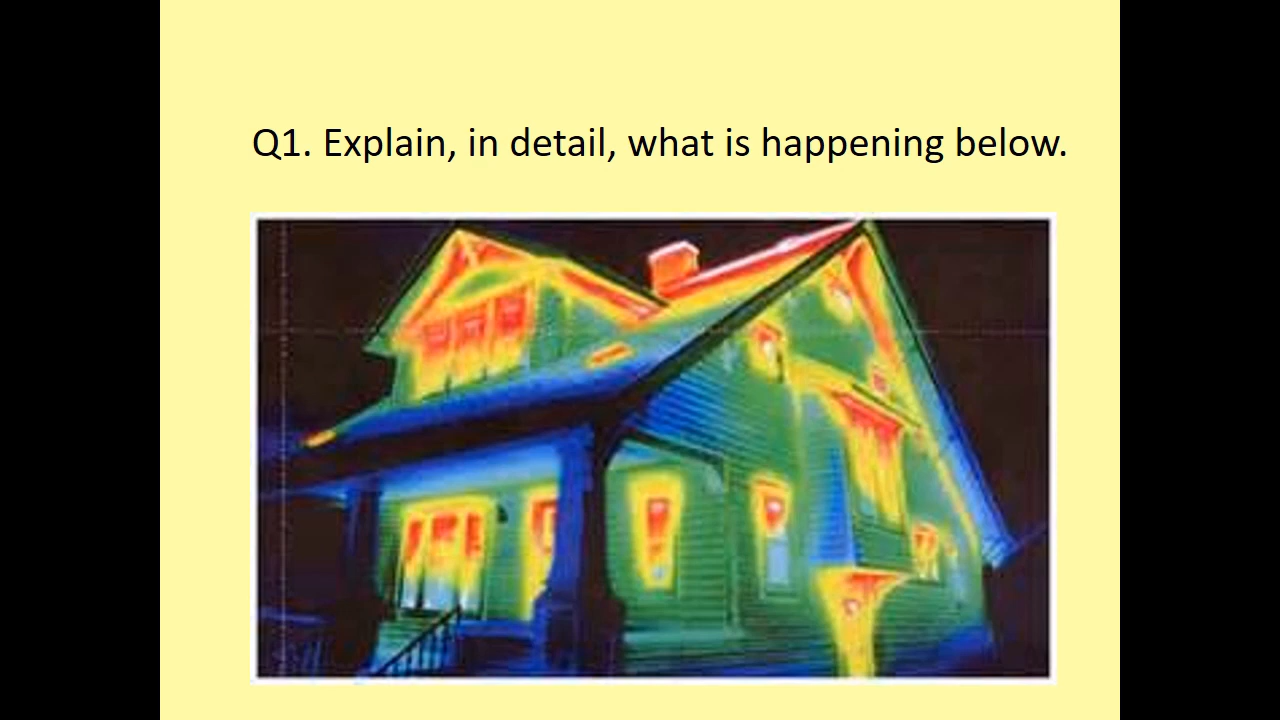 Q1. Explain, in detail, what is happening below.